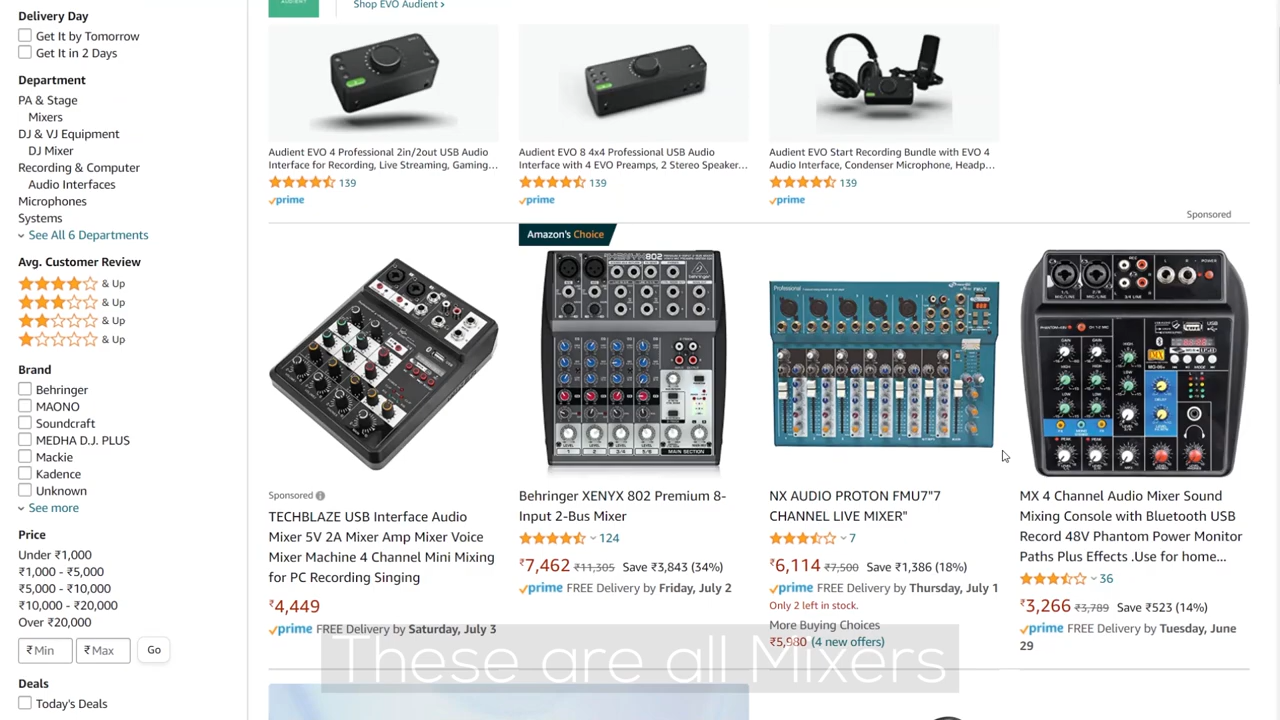 Delivery Day
Get It by Tomorrow
Get It in 2 Days
Department
PA & Stage
Mixers
DJ & VJ Equipment
DJ Mixer
Recording & Computer
Audio Interfaces
Microphones
Systems
See All 6 Departments
Avg. Customer Review
& Up
& Up
& Up
& Up
Brand
Behringer
MAONO
Soundcraft
MEDHA D.J. PLUS
Mackie
Kadence
Unknown
See more
Price
Under ₹1,000
₹1,000 - ₹5,000
₹5,000 - ₹10,000
₹10,000 - ₹20,000
Over ₹20,000
₹ Min
₹ Max
Go
Deals
Today's Deals
AUDIENT
Shop EVO Audient ›
Audient EVO 4 Professional 2in/2out USB Audio
Interface for Recording, Live Streaming, Gaming...
139
prime
Audient EVO 8 4x4 Professional USB Audio
Interface with 4 EVO Preamps, 2 Stereo Speaker...
139
prime
Audient EVO Start Recording Bundle with EVO 4
Audio Interface, Condenser Microphone, Headp...
139
prime
Sponsored
Sponsored
TECHBLAZE USB Interface Audio
Mixer 5V 2A Mixer Amp Mixer Voice
Mixer Machine 4 Channel Mini Mixing
for PC Recording Singing
₹4,449
prime FREE Delivery by Saturday, July 3
Amazon's Choice
XENYX802
behringer
MAIN SECTION
Behringer XENYX 802 Premium 8-
Input 2-Bus Mixer
124
₹7,462 ₹11,305 Save ₹3,843 (34%)
prime FREE Delivery by Friday, July 2
Professional
FMU7
NX AUDIO PROTON FMU7"7
CHANNEL LIVE MIXER"
7
₹6,114 ₹7,500 Save ₹1,386 (18%)
prime FREE Delivery by Thursday, July 1
Only 2 left in stock.
More Buying Choices
₹5,980 (4 new offers)
POWER
USB
MX 4 Channel Audio Mixer Sound
Mixing Console with Bluetooth USB
Record 48V Phantom Power Monitor
Paths Plus Effects .Use for home...
36
₹3,266 ₹3,789 Save ₹523 (14%)
prime FREE Delivery by Tuesday, June
29
These are all Mixers